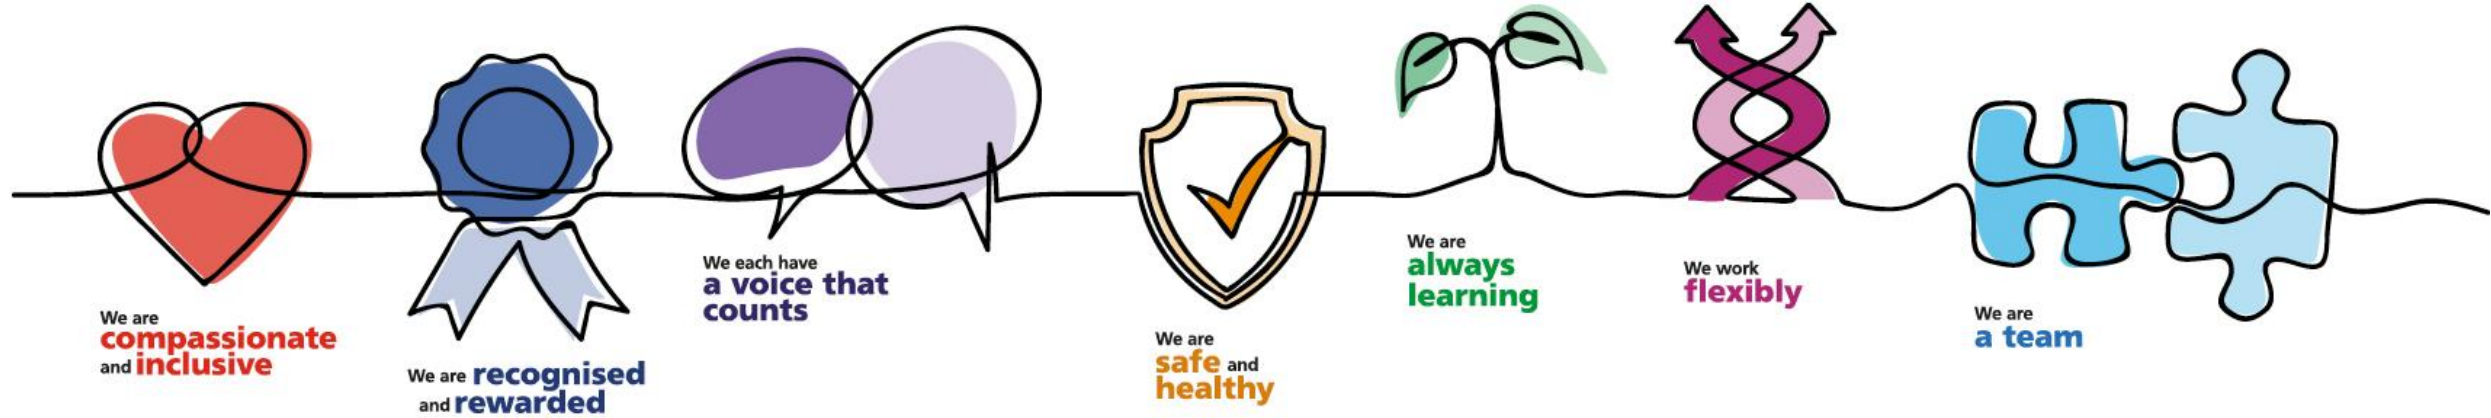 We are
compassionate
and inclusive
We are recognised
and rewarded
We each have
a voice that
counts
We are
safe and
healthy
We are
always
learning
We work
flexibly
We are
a team